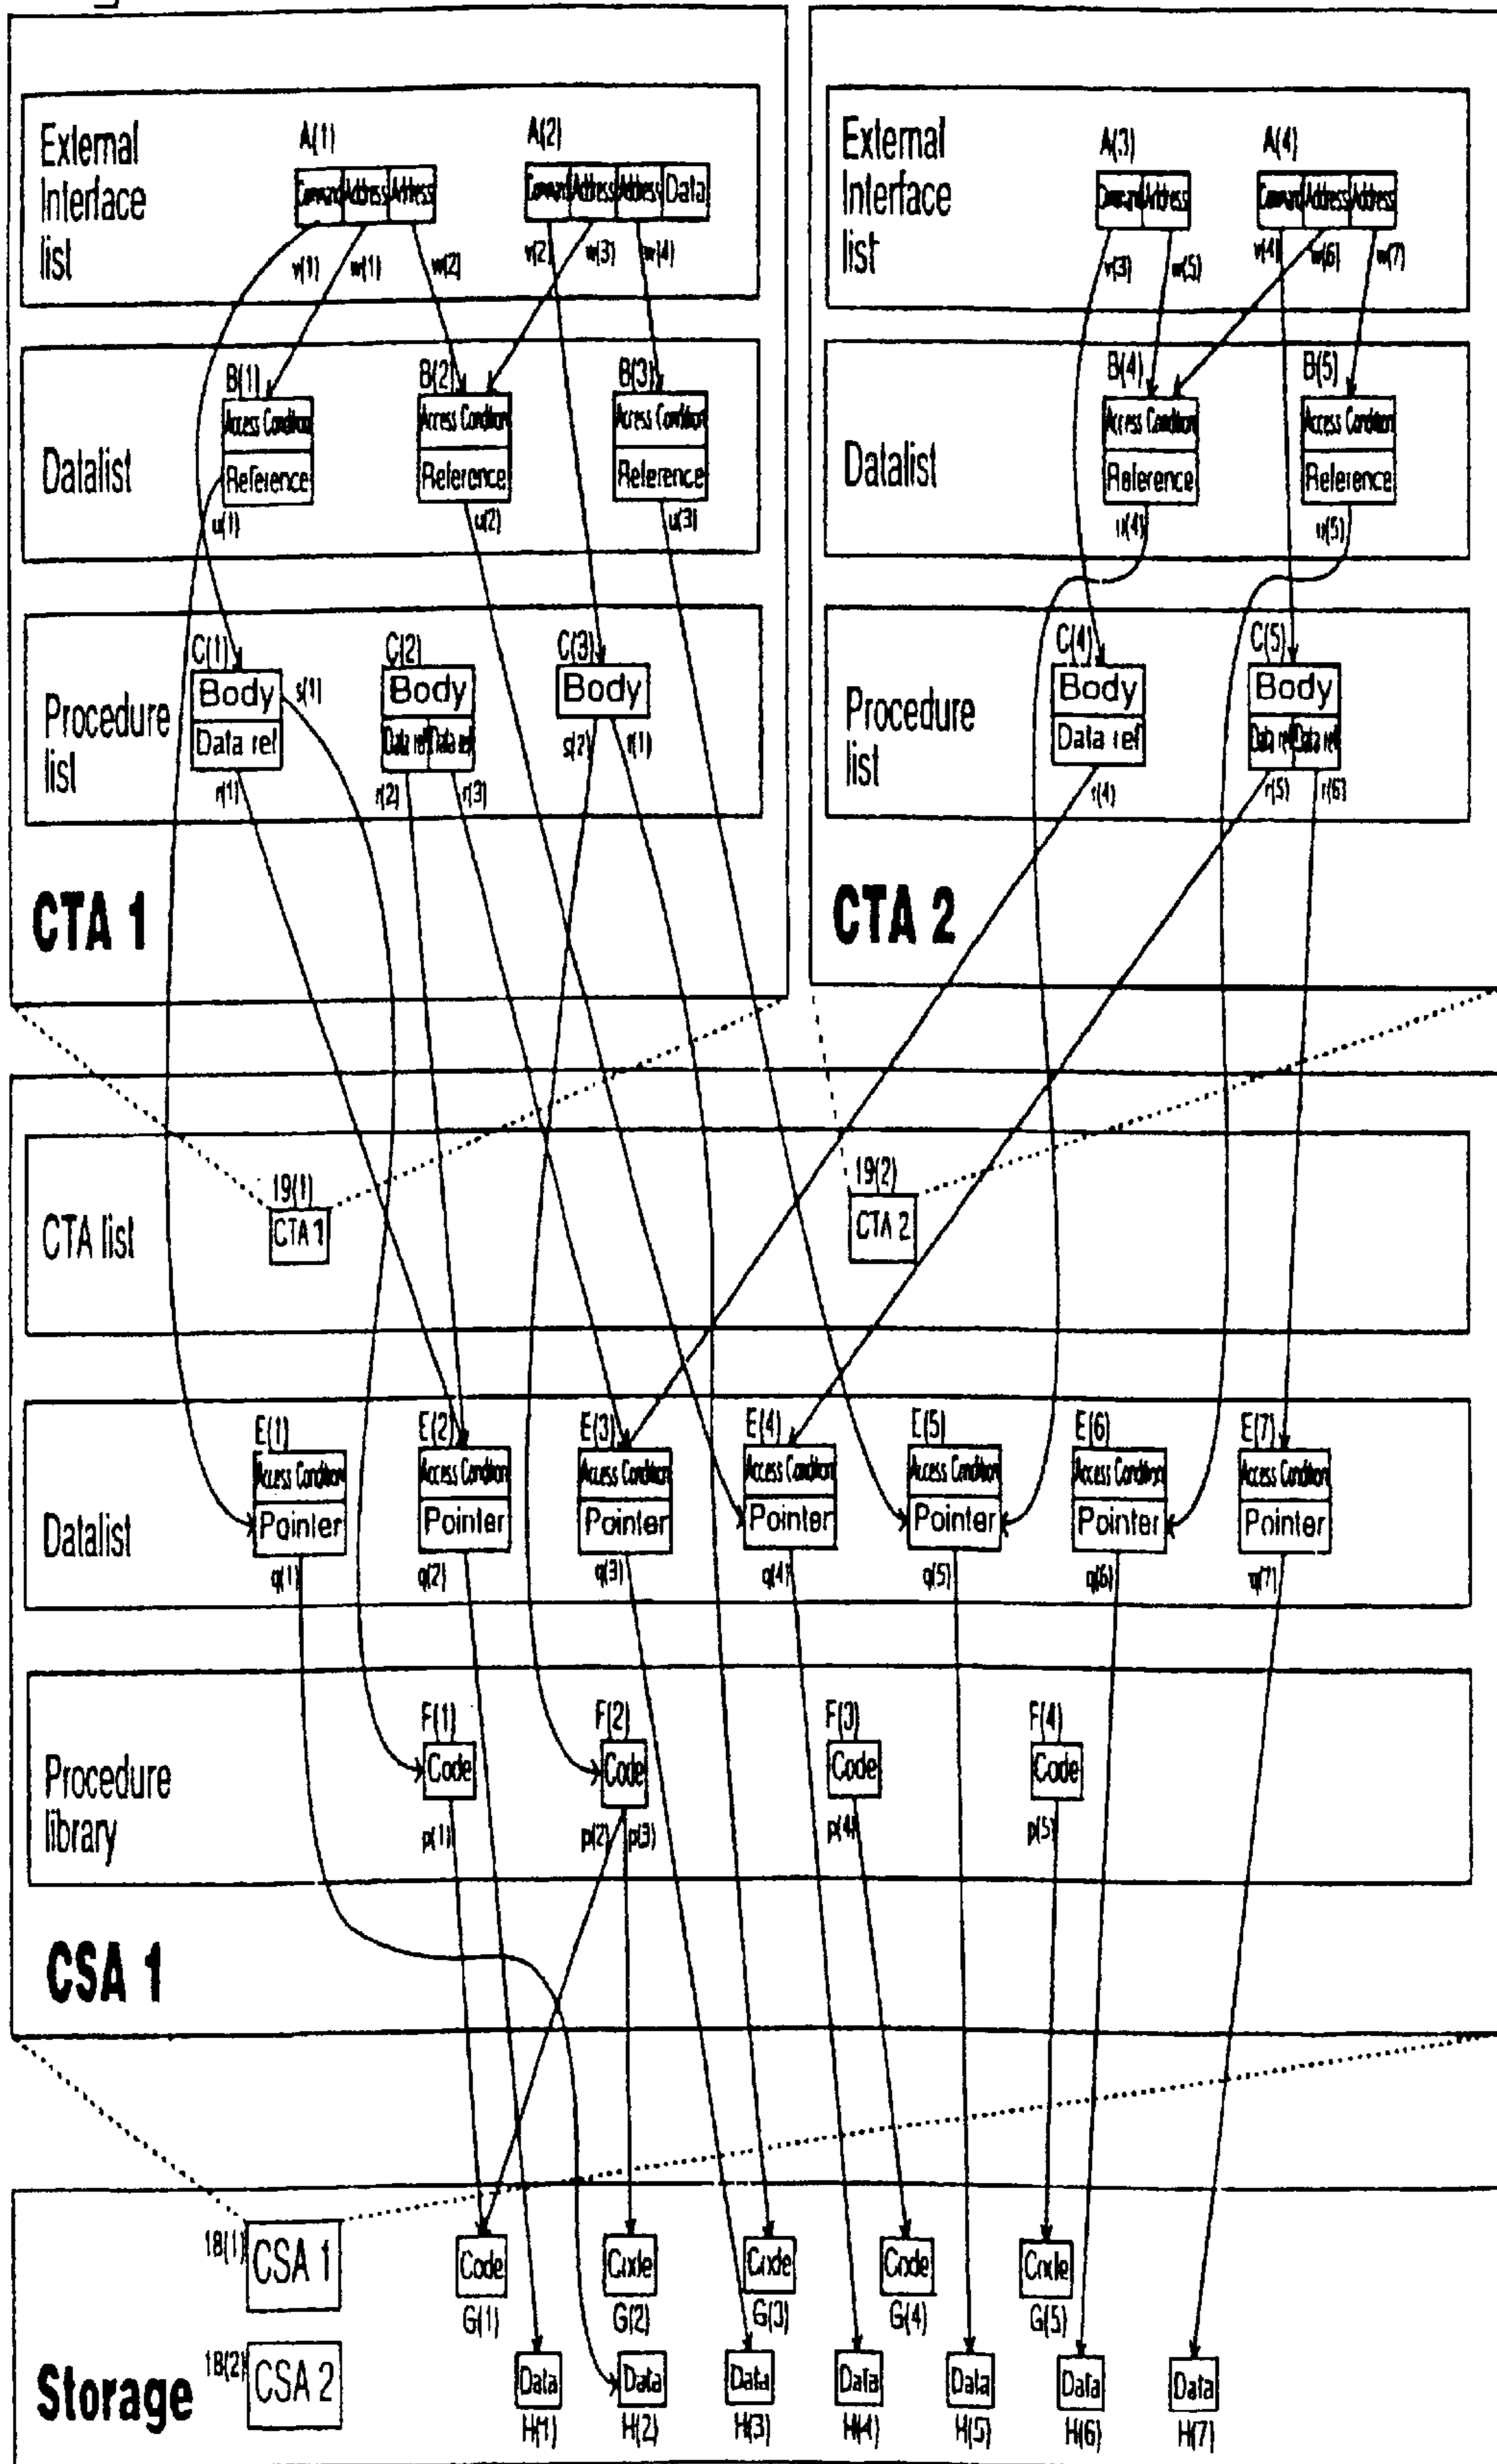 External
Interface
list
A(1)
Command Address Address
v(1) w(1) w(2)
A(2)
Command Address Address Data
v(2) w(3) w(4)
Datalist
B(1)
Access Condition
Reference
u(1)
B(2)
Access Condition
Reference
u(2)
B(3)
Access Condition
Reference
u(3)
Procedure
list
C(1)
Body
Data ref
s(1)
r(1)
C(2)
Body
Data ref Data ref
r(2) r(3)
C(3)
Body
s(2) t(1)
CTA 1
External
Interface
list
A(3)
Command Address
v(3) w(5)
A(4)
Command Address Address
v(4) w(6) w(7)
Datalist
B(4)
Access Condition
Reference
u(4)
B(5)
Access Condition
Reference
u(5)
Procedure
list
C(4)
Body
Data ref
r(4)
C(5)
Body
Data ref Data ref
r(5) r(6)
CTA 2
CTA list
19(1)
CTA 1
19(2)
CTA 2
Datalist
E(1) E(2) E(3) E(4) E(5) E(6) E(7)
Access Condition Access Condition Access Condition Access Condition Access Condition Access Condition Access Condition
Pointer Pointer Pointer Pointer Pointer Pointer Pointer
q(1) q(2) q(3) q(4) q(5) q(6) q(7)
Procedure
library
F(1) F(2) F(3) F(4)
Code Code Code Code
p(1) p(2) p(3) p(4) p(5)
CSA 1
Storage
18(1) CSA 1
18(2) CSA 2
Code Code Code Code Code
G(1) G(2) G(3) G(4) G(5)
Data Data Data Data Data Data Data
H(1) H(2) H(3) H(4) H(5) H(6) H(7)